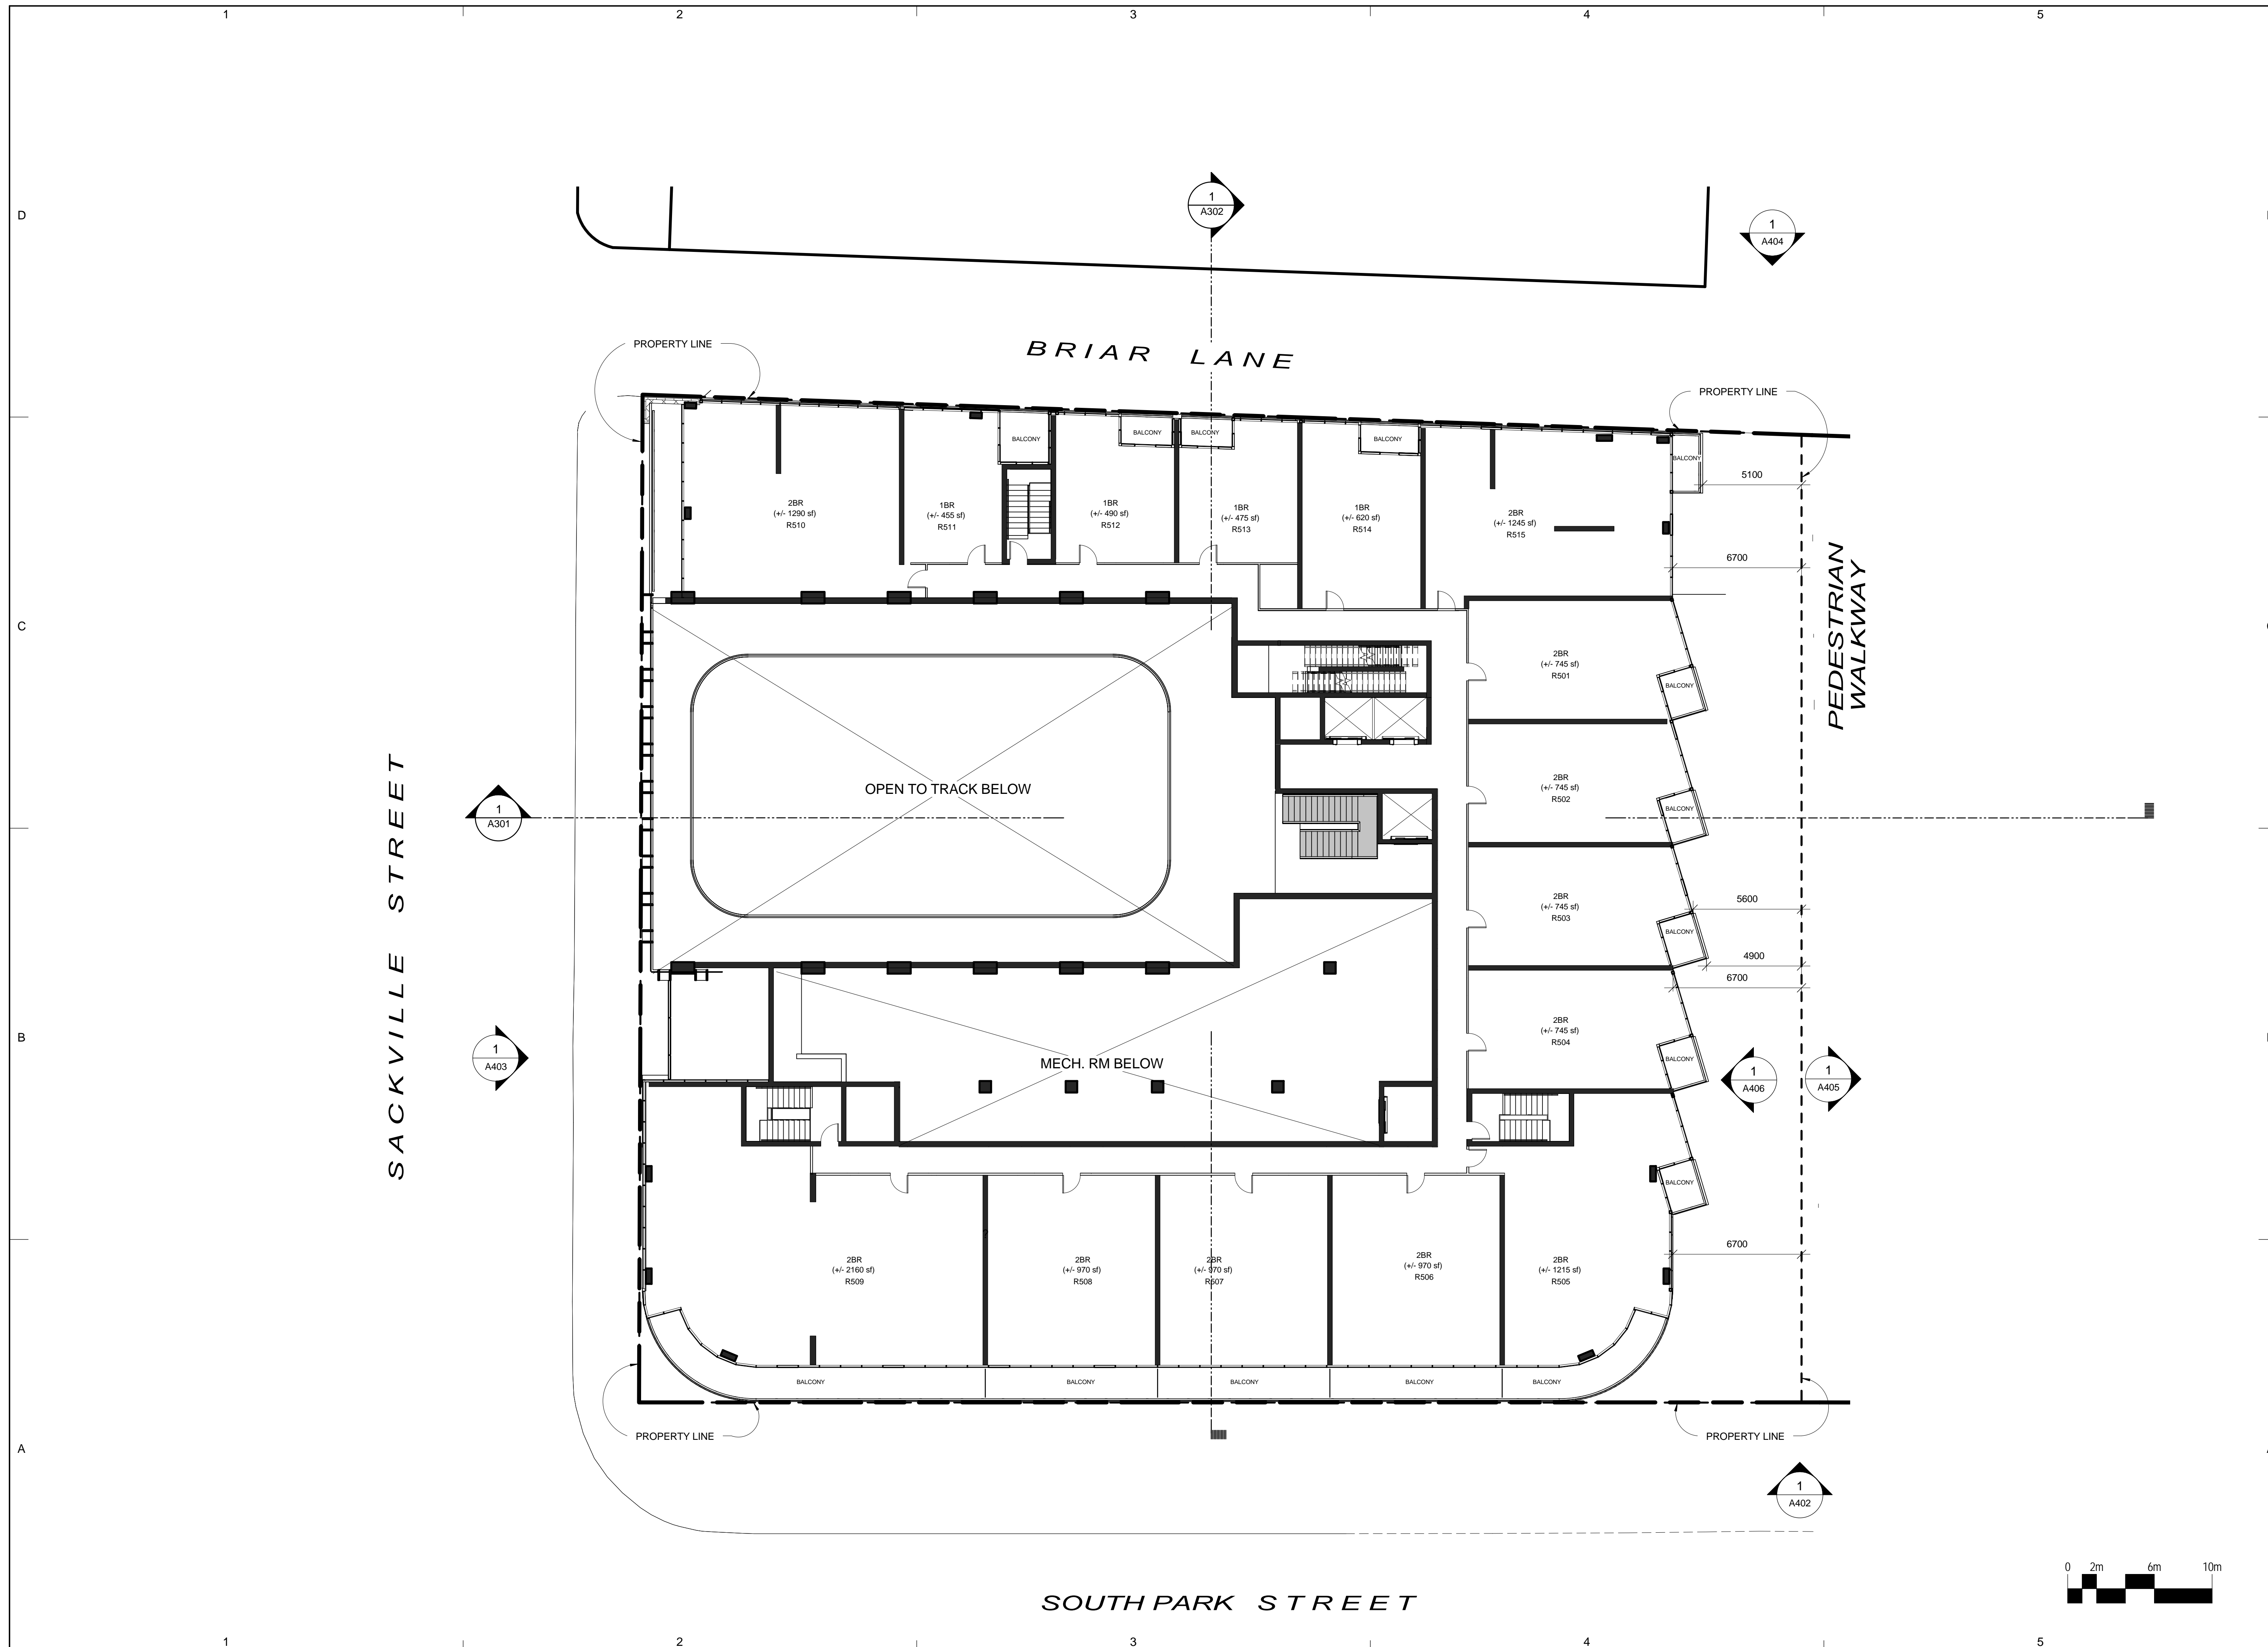 1 2 3 4 5
D
1
A302
1
A404
PROPERTY LINE
BRIAR LANE
PROPERTY LINE
BALCONY
BALCONY
BALCONY
BALCONY
BALCONY
5100
2BR
(+/- 1290 sf)
R510
1BR
(+/- 455 sf)
R511
1BR
(+/- 490 sf)
R512
1BR
(+/- 475 sf)
R513
1BR
(+/- 620 sf)
R514
2BR
(+/- 1245 sf)
R515
6700
PEDESTRIAN
WALKWAY
C
2BR
(+/- 745 sf)
R501
BALCONY
SACKVILLE STREET
1
A301
OPEN TO TRACK BELOW
2BR
(+/- 745 sf)
R502
BALCONY
2BR
(+/- 745 sf)
R503
BALCONY
5600
4900
6700
B
1
A403
MECH. RM BELOW
2BR
(+/- 745 sf)
R504
BALCONY
1
A406
1
A405
BALCONY
6700
2BR
(+/- 2160 sf)
R509
2BR
(+/- 970 sf)
R508
2BR
(+/- 970 sf)
R507
2BR
(+/- 970 sf)
R506
2BR
(+/- 1215 sf)
R505
BALCONY
BALCONY
BALCONY
BALCONY
BALCONY
A
PROPERTY LINE
PROPERTY LINE
1
A402
0 2m 6m 10m
SOUTH PARK STREET
1 2 3 4 5